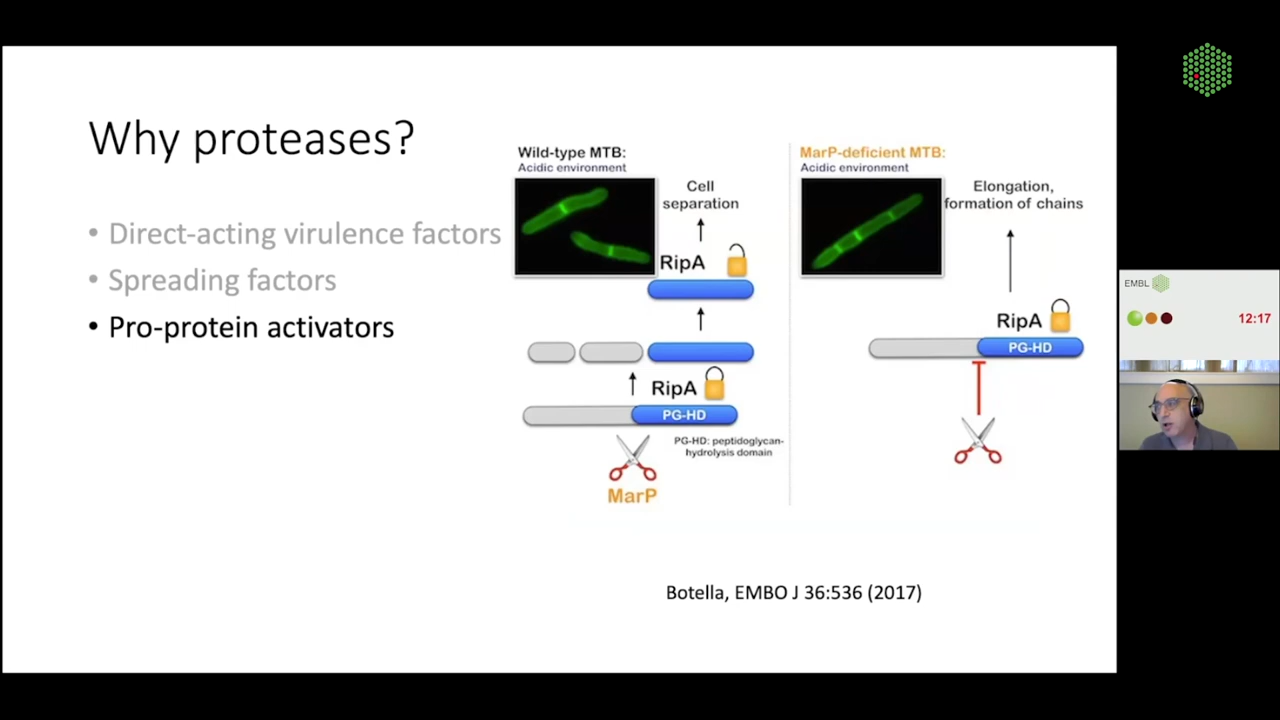 Why proteases?
• Direct-acting virulence factors
• Spreading factors
• Pro-protein activators
Wild-type MTB:
Acidic environment
Cell
separation
RipA
RipA
PG-HD
PG-HD: peptidoglycan-
hydrolysis domain
MarP
MarP-deficient MTB:
Acidic environment
Elongation,
formation of chains
RipA
PG-HD
Botella, EMBO J 36:536 (2017)
EMBL
12:17